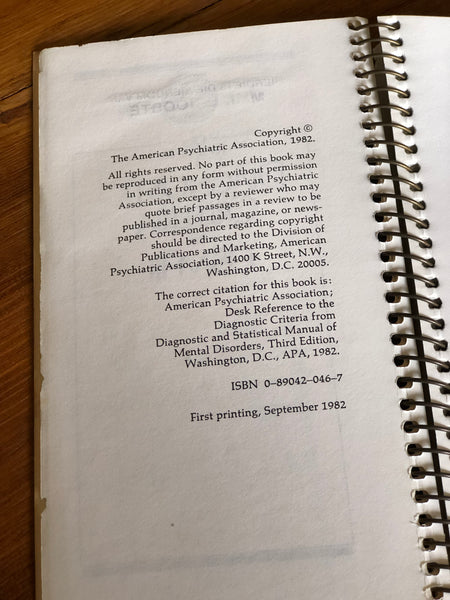 Copyright ©
The American Psychiatric Association, 1982.
All rights reserved. No part of this book may
be reproduced in any form without permission
in writing from the American Psychiatric
Association, except by a reviewer who may
quote brief passages in a review to be
published in a journal, magazine, or news-
paper. Correspondence regarding copyright
should be directed to the Division of
Publications and Marketing, American
Psychiatric Association, 1400 K Street, N.W.,
Washington, D.C. 20005.
The correct citation for this book is:
American Psychiatric Association;
Desk Reference to the
Diagnostic Criteria from
Diagnostic and Statistical Manual of
Mental Disorders, Third Edition,
Washington, D.C., APA, 1982.
ISBN 0-89042-046-7
First printing, September 1982